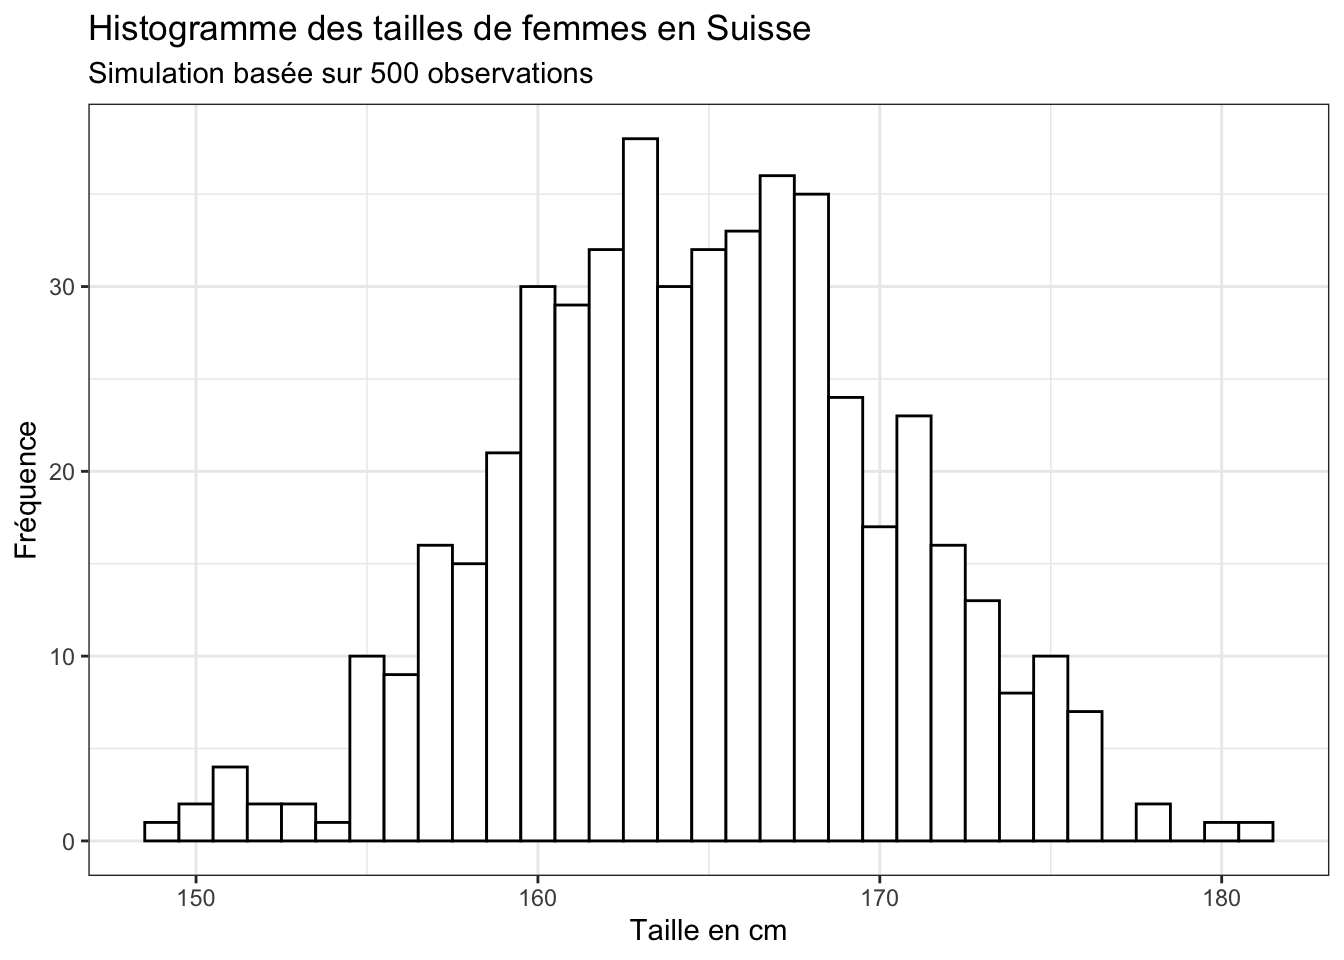 Histogramme des tailles de femmes en Suisse
Simulation basée sur 500 observations
Fréquence
30
20
10
0
150 160 170 180
Taille en cm